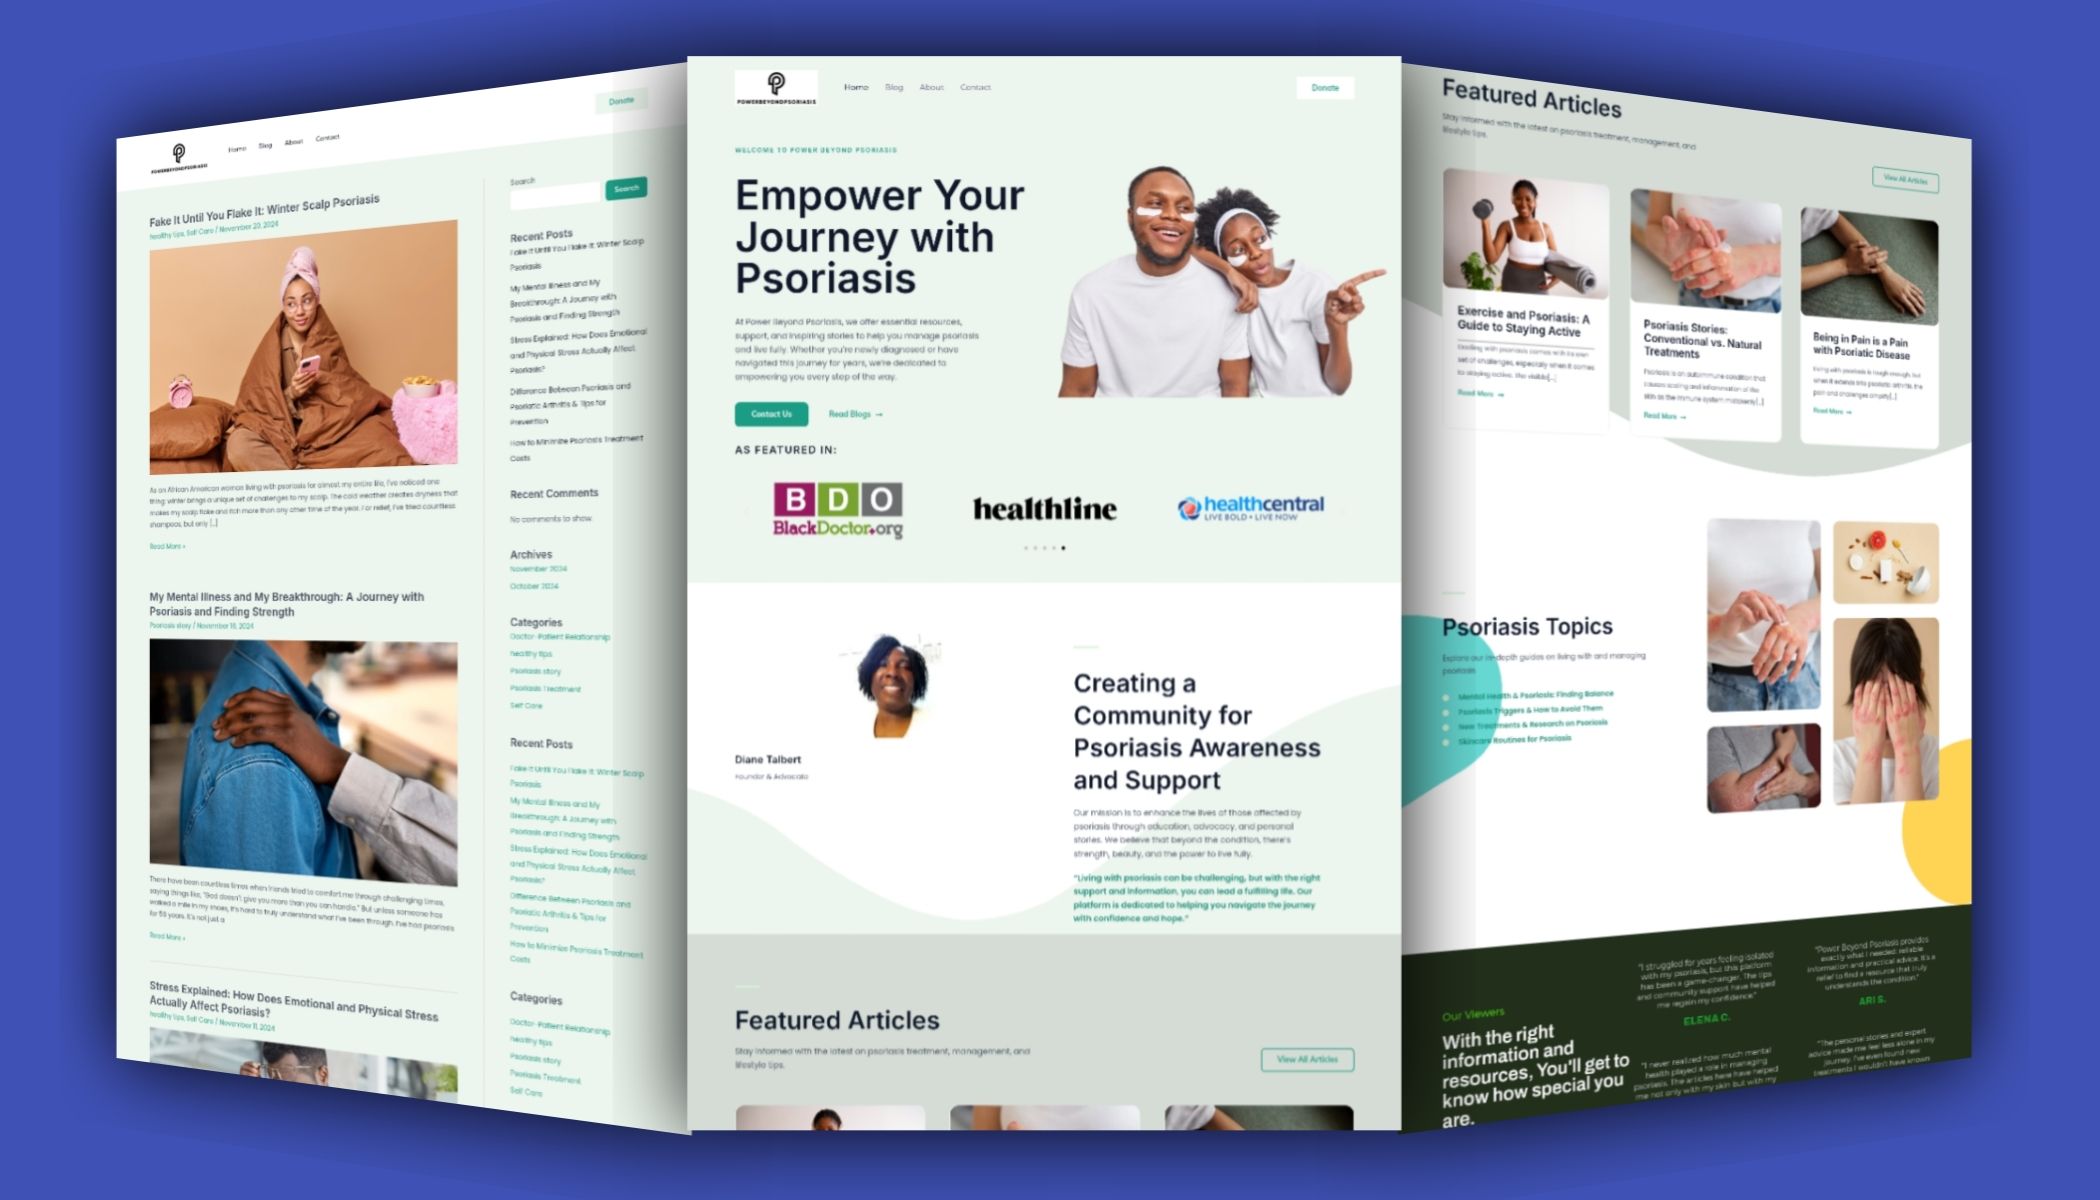 POWERBEYONDPSORIASIS
Home
Blog
About
Contact
Donate
Fake It Until You Flake It: Winter Scalp Psoriasis
healthy tips, Self Care / November 20, 2024
As an African American woman living with psoriasis for almost my entire life, I've noticed one
thing: winter brings a unique set of challenges to my scalp. The cold weather creates dryness that
makes my scalp flake and itch more than any other time of the year. For relief, I've tried countless
shampoos, but only [...]
Read More »
My Mental Illness and My Breakthrough: A Journey with
Psoriasis and Finding Strength
Psoriasis story / November 18, 2024
There have been countless times when friends tried to comfort me through challenging times,
saying things like, "God doesn't give you more than you can handle." But unless someone has
walked a mile in my shoes, it's hard to truly understand what I've been through. I've had psoriasis
for 59 years. It's not just a
Read More »
Stress Explained: How Does Emotional and Physical Stress
Actually Affect Psoriasis?
healthy tips, Self Care / November 11, 2024
Search
Search
Recent Posts
Fake It Until You Flake It: Winter Scalp
Psoriasis
My Mental Illness and My
Breakthrough: A Journey with
Psoriasis and Finding Strength
Stress Explained: How Does Emotional
and Physical Stress Actually Affect
Psoriasis?
Difference Between Psoriasis and
Psoriatic Arthritis & Tips for
Prevention
How to Minimize Psoriasis Treatment
Costs
Recent Comments
No comments to show.
Archives
November 2024
October 2024
Categories
Doctor-Patient Relationship
healthy tips
Psoriasis story
Psoriasis Treatment
Self Care
Recent Posts
Fake It Until You Flake It: Winter Scalp
Psoriasis
My Mental Illness and My
Breakthrough: A Journey with
Psoriasis and Finding Strength
Stress Explained: How Does Emotional
and Physical Stress Actually Affect
Psoriasis?
Difference Between Psoriasis and
Psoriatic Arthritis & Tips for
Prevention
How to Minimize Psoriasis Treatment
Costs
Categories
Doctor-Patient Relationship
healthy tips
Psoriasis story
Psoriasis Treatment
Self Care
POWERBEYONDPSORIASIS
Home
Blog
About
Contact
Donate
WELCOME TO POWER BEYOND PSORIASIS
Empower Your
Journey with
Psoriasis
At Power Beyond Psoriasis, we offer essential resources,
support, and inspiring stories to help you manage psoriasis
and live fully. Whether you're newly diagnosed or have
navigated this journey for years, we're dedicated to
empowering you every step of the way.
Contact Us
Read Blogs →
AS FEATURED IN:
BDO
BlackDoctor.org
healthline
healthcentral
LIVE BOLD • LIVE NOW
Diane Talbert
Founder & Advocate
Creating a
Community for
Psoriasis Awareness
and Support
Our mission is to enhance the lives of those affected by
psoriasis through education, advocacy, and personal
stories. We believe that beyond the condition, there's
strength, beauty, and the power to live fully.
"Living with psoriasis can be challenging, but with the right
support and information, you can lead a fulfilling life. Our
platform is dedicated to helping you navigate the journey
with confidence and hope."
Featured Articles
Stay informed with the latest on psoriasis treatment, management, and
lifestyle tips.
View All Articles
Featured Articles
Stay informed with the latest on psoriasis treatment, management, and
lifestyle tips.
View All Articles
Exercise and Psoriasis: A
Guide to Staying Active
Dealing with psoriasis comes with its own
set of challenges, especially when it comes
to staying active. The visible[...]
Read More →
Psoriasis Stories:
Conventional vs. Natural
Treatments
Psoriasis is an autoimmune condition that
causes scaling and inflammation of the
skin as the immune system mistakenly[...]
Read More →
Being in Pain is a Pain
with Psoriatic Disease
Living with psoriasis is tough enough, but
when it extends into psoriatic arthritis, the
pain and challenges amplify[...]
Read More →
Psoriasis Topics
Explore our in-depth guides on living with and managing
psoriasis
Mental Health & Psoriasis: Finding Balance
Psoriasis Triggers & How to Avoid Them
New Treatments & Research on Psoriasis
Skincare Routines for Psoriasis
Our Viewers
With the right
information and
resources, You'll get to
know how special you
are.
"I struggled for years feeling isolated
with my psoriasis, but this platform
has been a game-changer. The tips
and community support have helped
me regain my confidence."
ELENA C.
"Power Beyond Psoriasis provides
exactly what I needed: reliable
information and practical advice. It's a
relief to find a resource that truly
understands the condition."
ARI S.
"I never realized how much mental
health played a role in managing
psoriasis. The articles here have helped
me not only with my skin but with my
"The personal stories and expert
advice made me feel less alone in my
journey. I've even found new
treatments I wouldn't have known